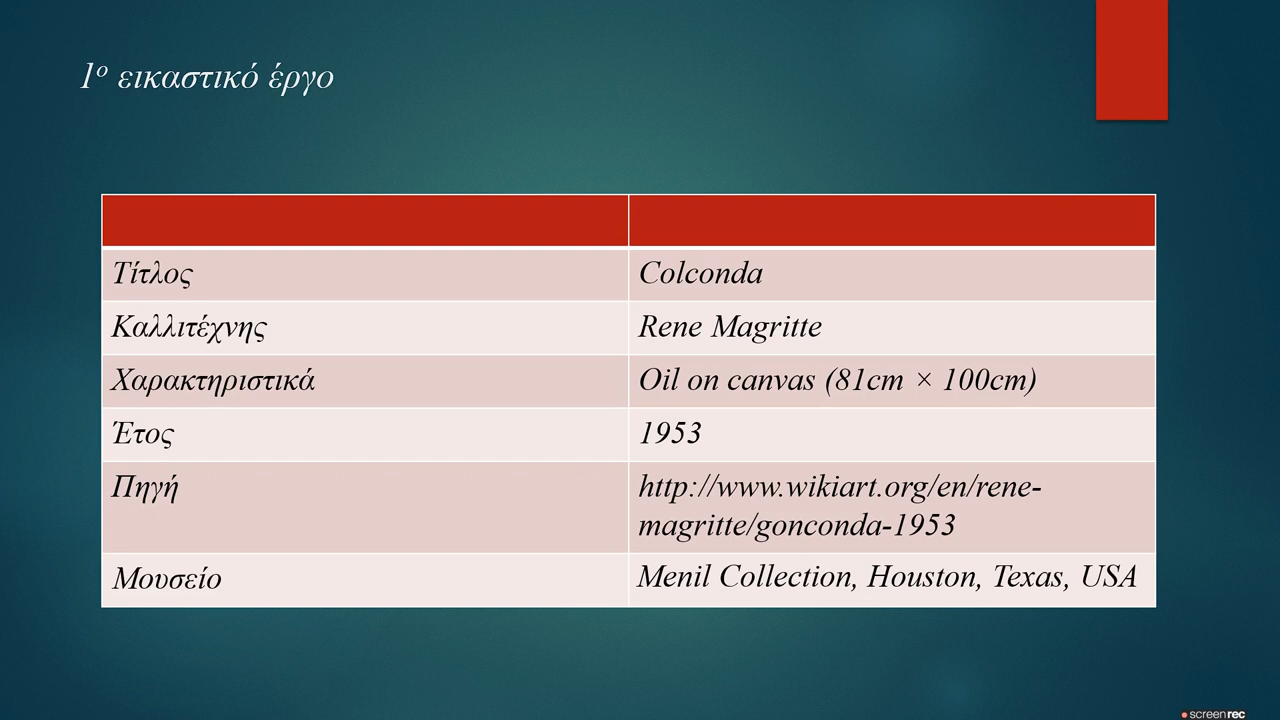 1ο εικαστικό έργο
Τίτλος Colconda
Καλλιτέχνης Rene Magritte
Χαρακτηριστικά Oil on canvas (81cm × 100cm)
Έτος 1953
Πηγή http://www.wikiart.org/en/rene-
magritte/gonconda-1953
Μουσείο Menil Collection, Houston, Texas, USA
screenrec